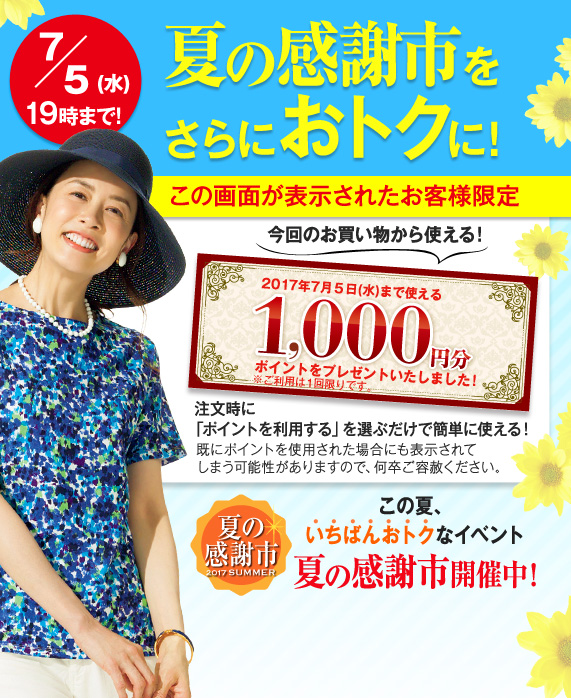 7/5(水)
19時まで!
夏の感謝市を
さらにおトクに!
この画面が表示されたお客様限定
今回のお買い物から使える!
2017年7月5日(水)まで使える
1,000円分
ポイントをプレゼントいたしました!
※ご利用は1回限りです。
注文時に
「ポイントを利用する」を選ぶだけで簡単に使える!
既にポイントを使用された場合にも表示されて
しまう可能性がありますので、何卒ご容赦ください。
夏の
感謝市
2017 SUMMER
この夏、
いちばんおトクなイベント
夏の感謝市開催中!